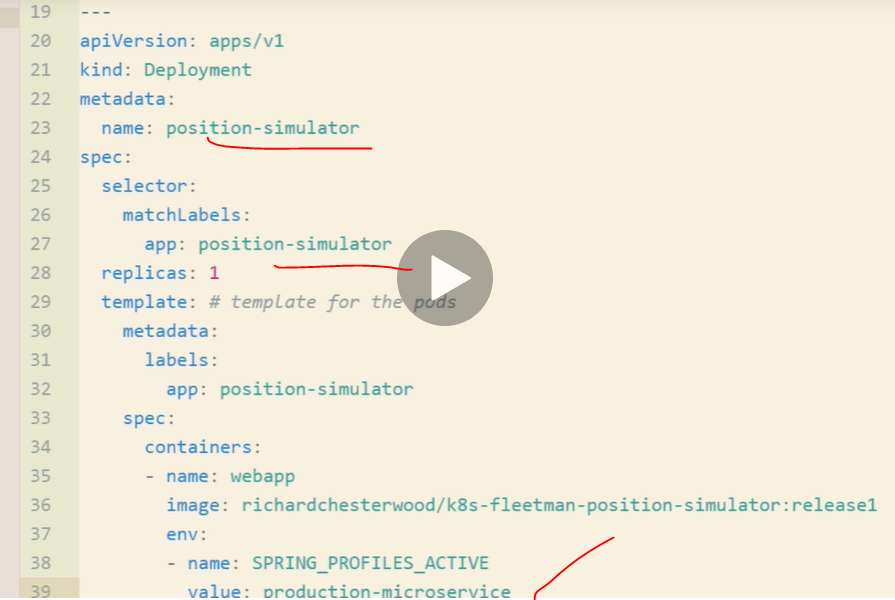 19 ---
20 apiVersion: apps/v1
21 kind: Deployment
22 metadata:
23   name: position-simulator
24 spec:
25   selector:
26     matchLabels:
27       app: position-simulator
28   replicas: 1
29   template: # template for the pods
30     metadata:
31       labels:
32         app: position-simulator
33     spec:
34       containers:
35       - name: webapp
36         image: richardchesterwood/k8s-fleetman-position-simulator:release1
37         env:
38         - name: SPRING_PROFILES_ACTIVE
39           value: production-microservice